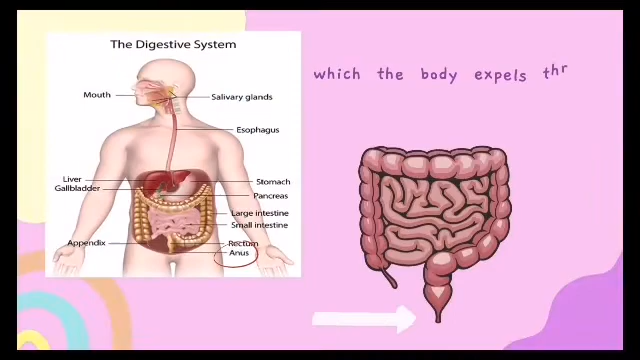 The Digestive System
which the body expels thr
Mouth
Salivary glands
Esophagus
Liver
Gallbladder
Stomach
Pancreas
Large intestine
Small intestine
Appendix
Rectum
Anus